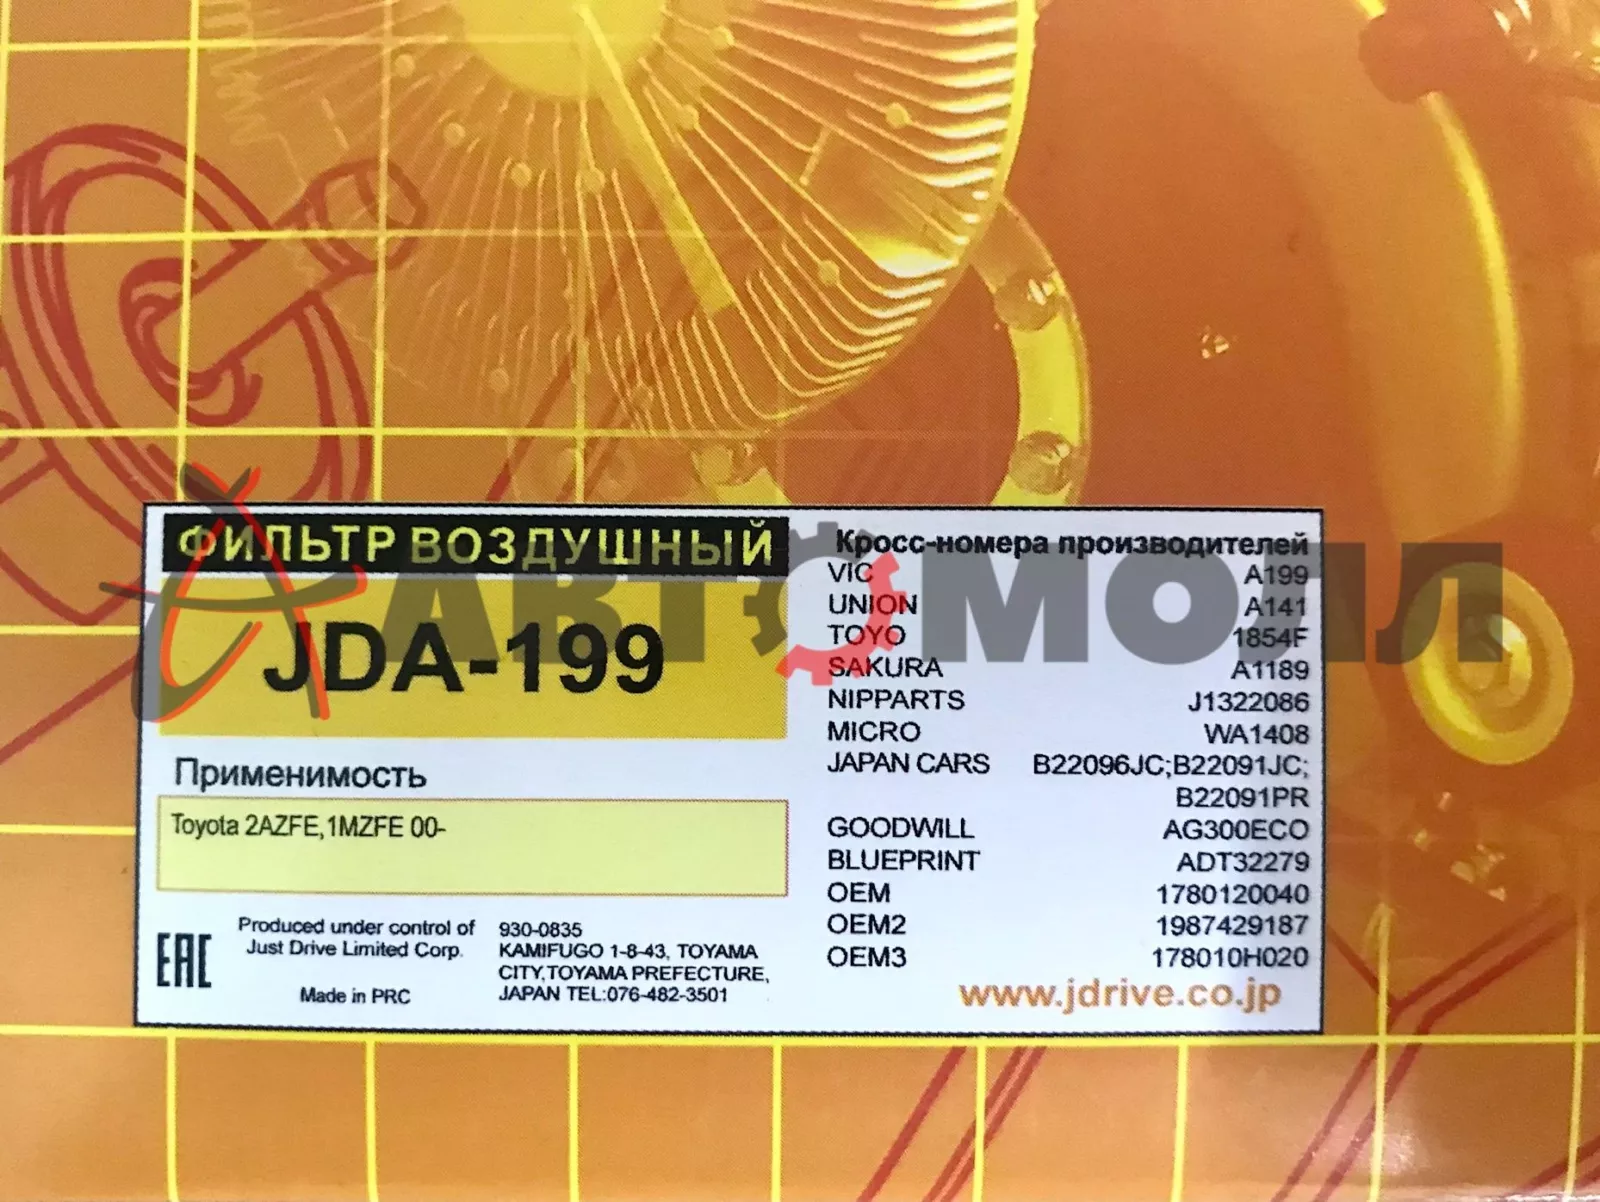 ФИЛЬТР ВОЗДУШНЫЙ
JDA-199
Применимость
Toyota 2AZFE,1MZFE 00-
EAC
Produced under control of
Just Drive Limited Corp.
Made in PRC
930-0835
KAMIFUGO 1-8-43, TOYAMA
CITY,TOYAMA PREFECTURE,
JAPAN TEL:076-482-3501
Кросс-номера производителей
VIC A199
UNION A141
TOYO 1854F
SAKURA A1189
NIPPARTS J1322086
MICRO WA1408
JAPAN CARS B22096JC;B22091JC;
B22091PR
GOODWILL AG300ECO
BLUEPRINT ADT32279
OEM 1780120040
OEM2 1987429187
OEM3 178010H020
www.jdrive.co.jp
АВТОМОЛЛ